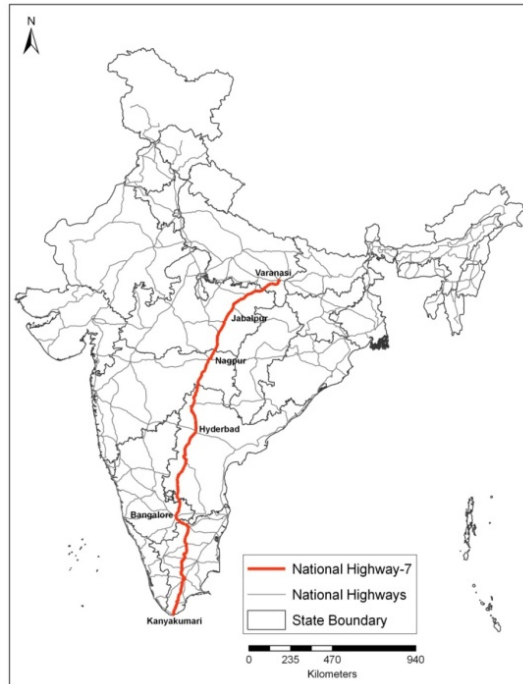 N
Varanasi
Jabalpur
Nagpur
Hyderbad
Bangalore
Kanyakumari
National Highway-7
National Highways
State Boundary
0 235 470 940
Kilometers